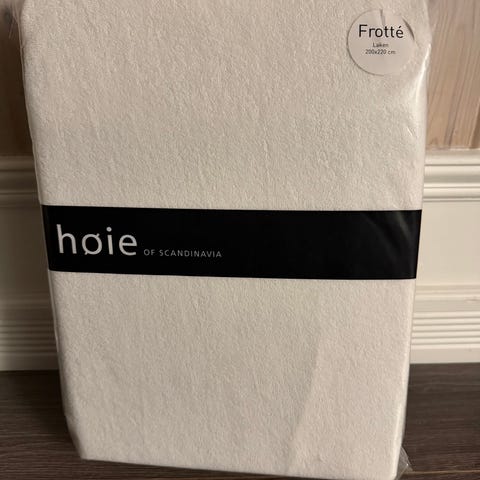 Frotté
Laken
200x220 cm
høie OF SCANDINAVIA